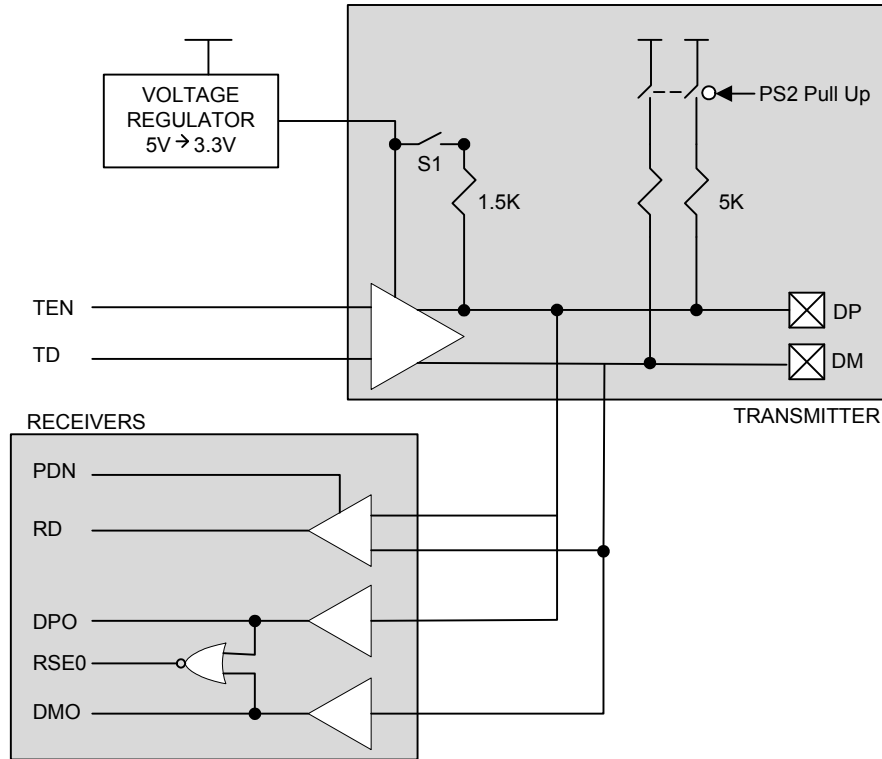 VOLTAGE
REGULATOR
5V → 3.3V
PS2 Pull Up
S1
1.5K
5K
TEN
TD
DP
DM
TRANSMITTER
RECEIVERS
PDN
RD
DPO
RSE0
DMO